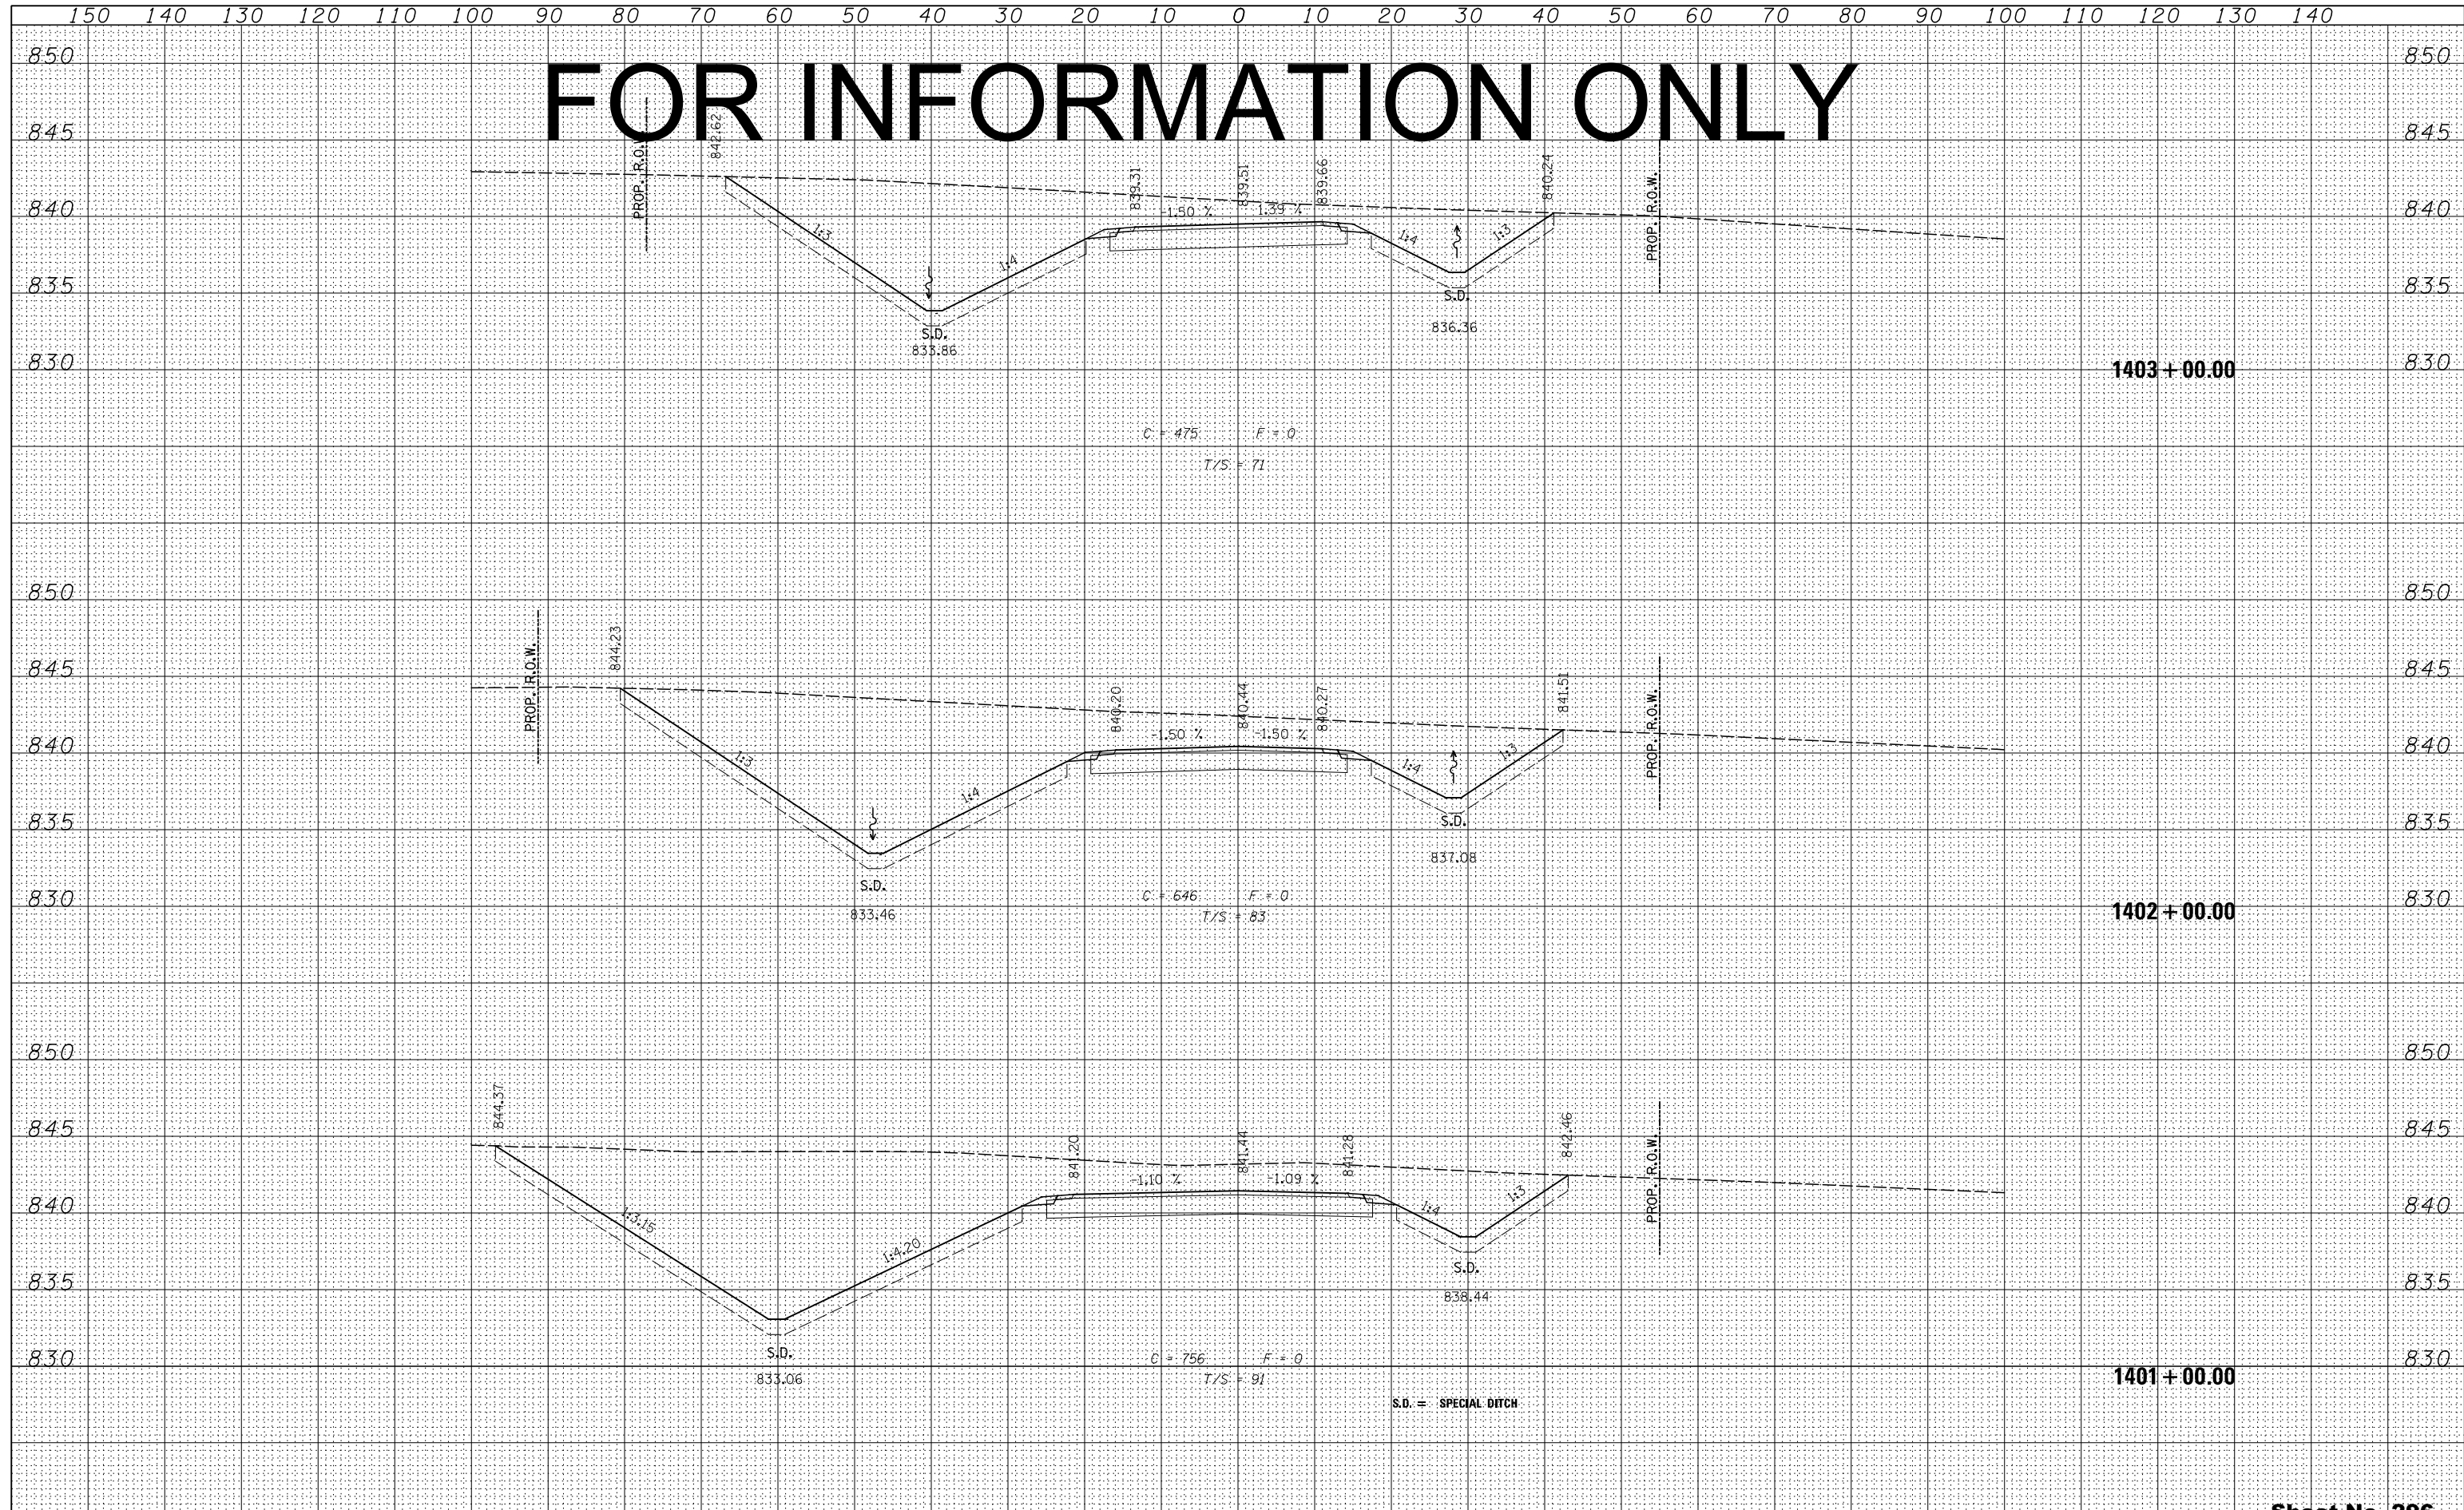 150 140 130 120 110 100 90 80 70 60 50 40 30 20 10 0 10 20 30 40 50 60 70 80 90 100 110 120 130 140
FOR INFORMATION ONLY
850 850
845 845
840 840
835 835
830 830
PROP. R.O.W.
842.62
839.31
839.51
839.66
840.24
PROP. R.O.W.
-1.50 % 1.39 %
1:3 1:4 1:4 1:3
S.D.
833.86
S.D.
836.36
1403+00.00
C = 475 F = 0
T/S = 71
850 850
845 845
840 840
835 835
830 830
PROP. R.O.W.
844.23
840.20
840.44
840.27
841.51
PROP. R.O.W.
-1.50 % -1.50 %
1:3 1:4 1:4 1:3
S.D.
833.46
S.D.
837.08
C = 646 F = 0
T/S = 83
1402+00.00
850 850
845 845
840 840
835 835
830 830
844.37
841.20
841.44
841.28
842.46
PROP. R.O.W.
-1.10 % -1.09 %
1:3.15 1:4.20 1:4 1:3
S.D.
833.06
S.D.
838.44
C = 756 F = 0
T/S = 91
1401+00.00
S.D. = SPECIAL DITCH